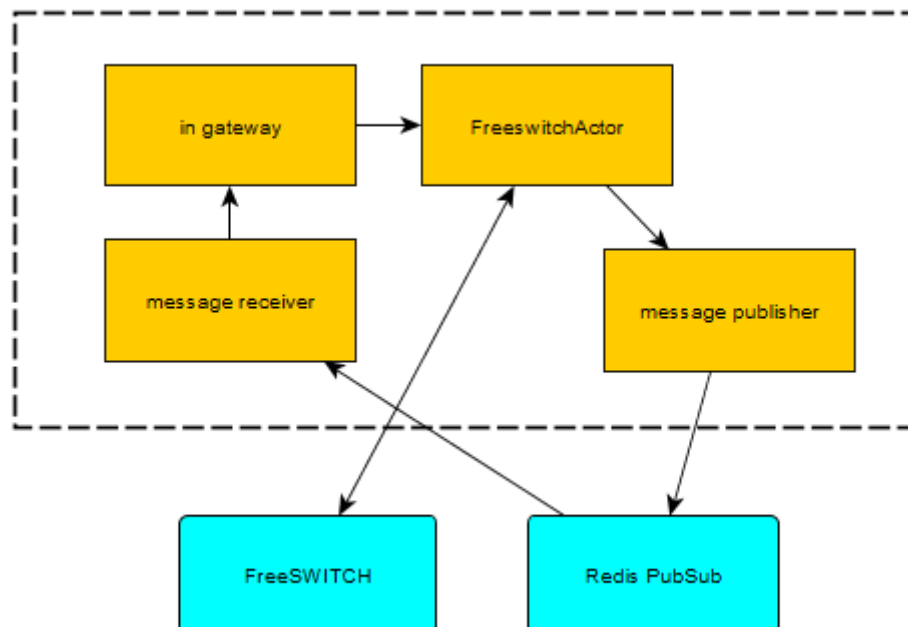 in gateway
FreeswitchActor
message receiver
message publisher
FreeSWITCH
Redis PubSub